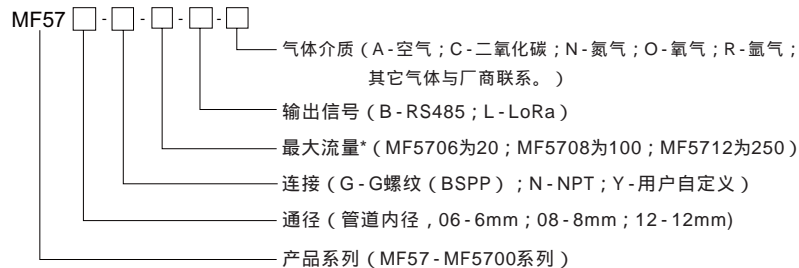 MF57 □-□-□-□-□
气体介质（A-空气；C-二氧化碳；N-氮气；O-氧气；R-氩气；
其它气体与厂商联系。）
输出信号（B-RS485；L-LoRa）
最大流量*（MF5706为20；MF5708为100；MF5712为250）
连接（G-G螺纹（BSPP）；N-NPT；Y-用户自定义）
通径（管道内径，06-6mm；08-8mm；12-12mm)
产品系列（MF57-MF5700系列）